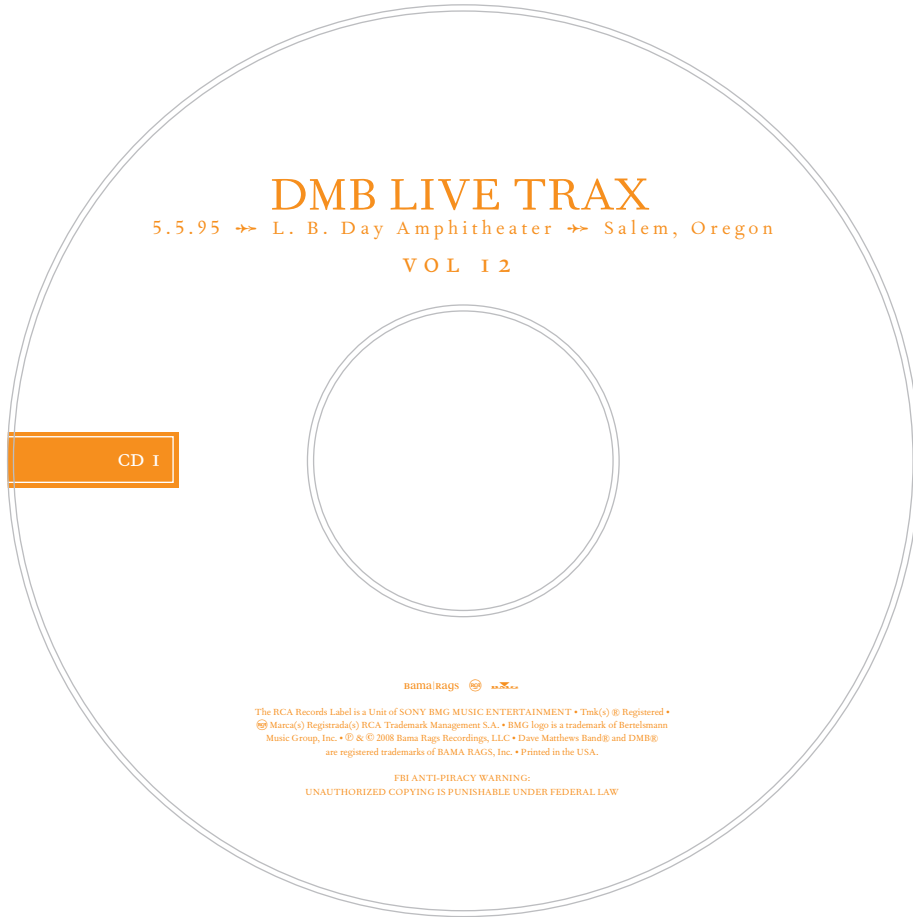 DMB LIVE TRAX
5.5.95 ➳ L. B. Day Amphitheater ➳ Salem, Oregon
VOL 12
CD 1
Bama|Rags RCA BMG
The RCA Records Label is a Unit of SONY BMG MUSIC ENTERTAINMENT • Tmk(s) ® Registered •
RCA Marca(s) Registrada(s) RCA Trademark Management S.A. • BMG logo is a trademark of Bertelsmann
Music Group, Inc. • ℗ & © 2008 Bama Rags Recordings, LLC • Dave Matthews Band® and DMB®
are registered trademarks of BAMA RAGS, Inc. • Printed in the USA.
FBI ANTI-PIRACY WARNING:
UNAUTHORIZED COPYING IS PUNISHABLE UNDER FEDERAL LAW